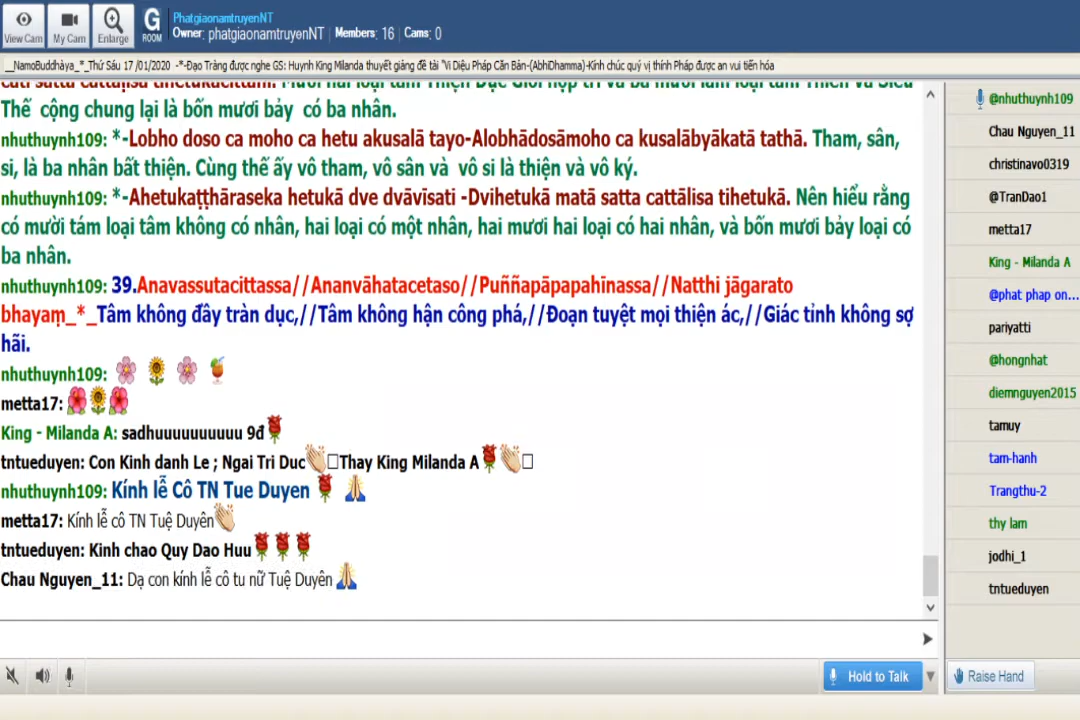 View Cam
My Cam
Enlarge
G
ROOM
PhatgiaonamtruyenNT
Owner: phatgiaonamtruyenNT | Members: 16 | Cams: 0
__NamoBuddhàya_*_Thứ Sáu 17 /01/2020 -*-Đạo Tràng được nghe GS: Huynh King Milanda thuyết giảng đề tài "Vi Diệu Pháp Căn Bản-(AbhiDhamma)-Kính chúc quý vị thính Pháp được an vui tiến hóa
Thế cộng chung lại là bốn mươi bảy có ba nhân.
nhuthuynh109: *-Lobho doso ca moho ca hetu akusalā tayo-Alobhādosāmoho ca kusalābyākatā tathā. Tham, sân,
si, là ba nhân bất thiện. Cùng thế ấy vô tham, vô sân và vô si là thiện và vô ký.
nhuthuynh109: *-Ahetukaṭṭhāraseka hetukā dve dvāvīsati -Dvihetukā matā satta cattālisa tihetukā. Nên hiểu rằng
có mười tám loại tâm không có nhân, hai loại có một nhân, hai mươi hai loại có hai nhân, và bốn mươi bảy loại có
ba nhân.
nhuthuynh109: 39.Anavassutacittassa//Ananvāhatacetaso//Puññapāpapahīnassa//Natthi jāgarato
bhayaṃ_*_Tâm không đầy tràn dục,//Tâm không hận công phá,//Đoạn tuyệt mọi thiện ác,//Giác tỉnh không sợ
hãi.
nhuthuynh109:
metta17:
King - Milanda A: sadhuuuuuuuuuu 9đ
tntueduyen: Con Kinh danh Le ; Ngai Tri Duc Thay King Milanda A
nhuthuynh109: Kính lễ Cô TN Tue Duyen
metta17: Kính lễ cô TN Tuệ Duyên
tntueduyen: Kinh chao Quy Dao Huu
Chau Nguyen_11: Dạ con kính lễ cô tu nữ Tuệ Duyên
Hold to Talk
@nhuthuynh109
Chau Nguyen_11
christinavo0319
@TranDao1
metta17
King - Milanda A
@phat phap on...
pariyatti
@hongnhat
diemnguyen2015
tamuy
tam-hanh
Trangthu-2
thy lam
jodhi_1
tntueduyen
Raise Hand